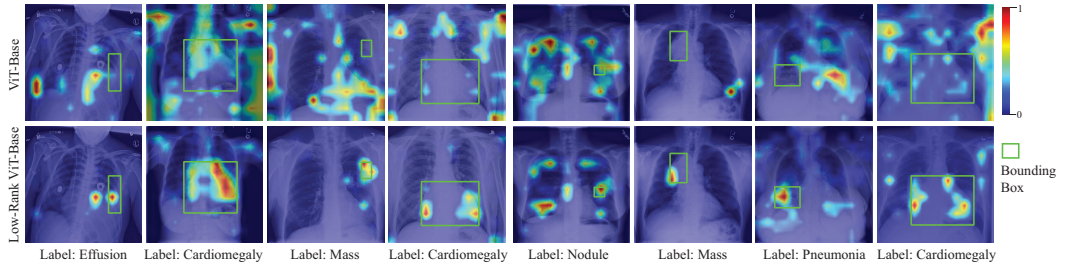 ViT-Base
1
0
Low-Rank ViT-Base
Bounding
Box
Label: Effusion
Label: Cardiomegaly
Label: Mass
Label: Cardiomegaly
Label: Nodule
Label: Mass
Label: Pneumonia
Label: Cardiomegaly